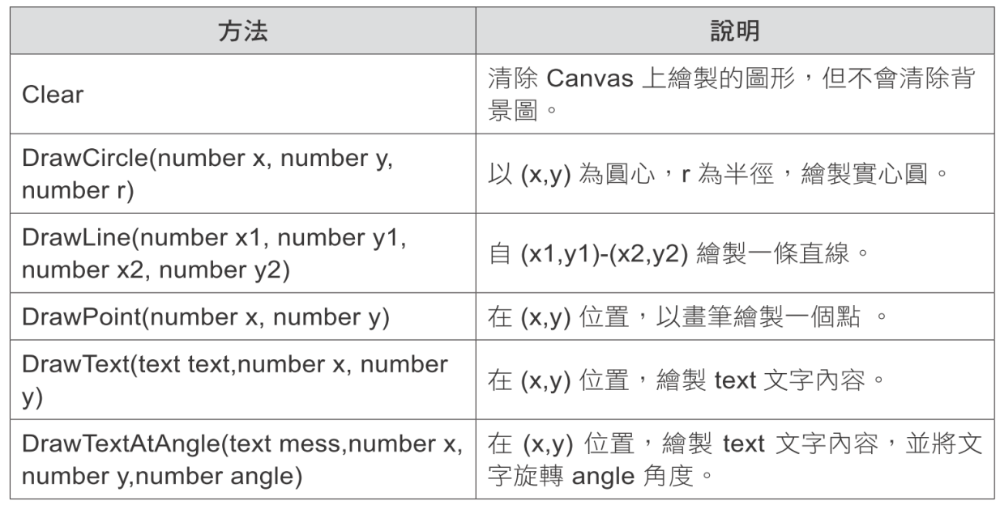 方法
說明
Clear
清除 Canvas 上繪製的圖形，但不會清除背
景圖。
DrawCircle(number x, number y,
number r)
以 (x,y) 為圓心，r 為半徑，繪製實心圓。
DrawLine(number x1, number y1,
number x2, number y2)
自 (x1,y1)-(x2,y2) 繪製一條直線。
DrawPoint(number x, number y)
在 (x,y) 位置，以畫筆繪製一個點 。
DrawText(text text,number x, number
y)
在 (x,y) 位置，繪製 text 文字內容。
DrawTextAtAngle(text mess,number x,
number y,number angle)
在 (x,y) 位置，繪製 text 文字內容，並將文
字旋轉 angle 角度。